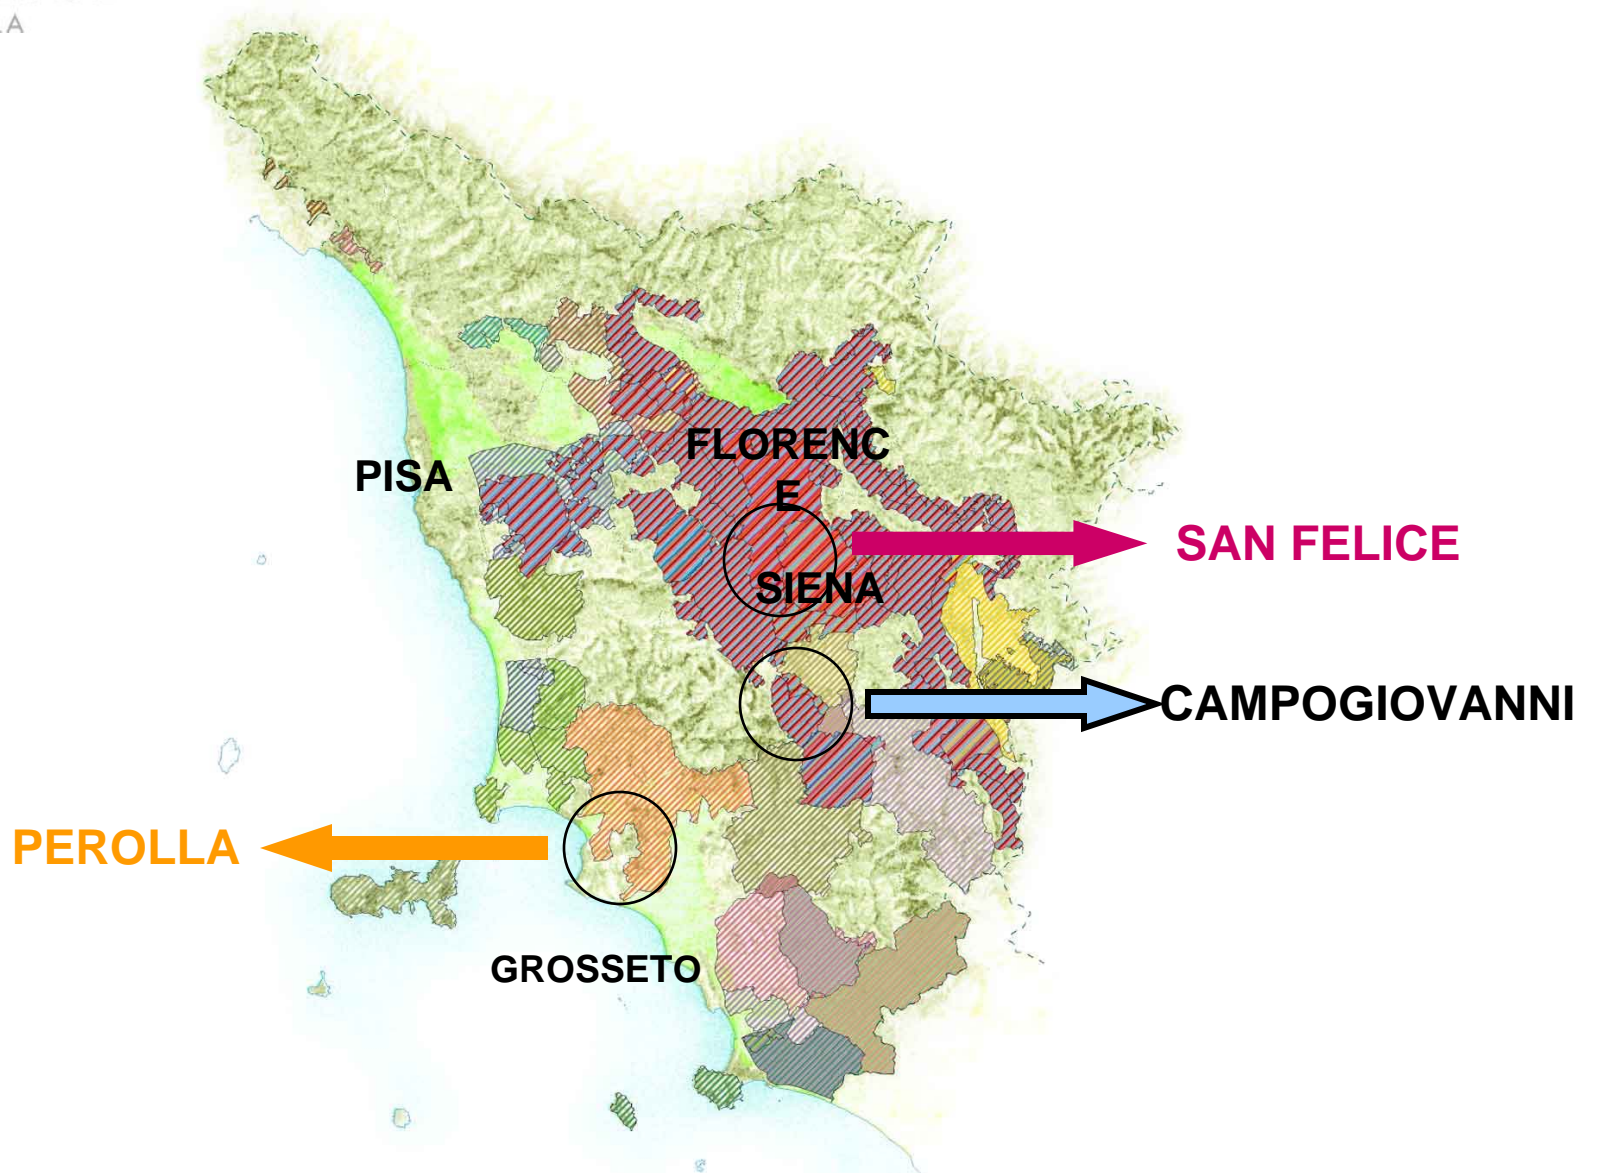 PISA
FLORENC
E
SAN FELICE
SIENA
CAMPOGIOVANNI
PEROLLA
GROSSETO